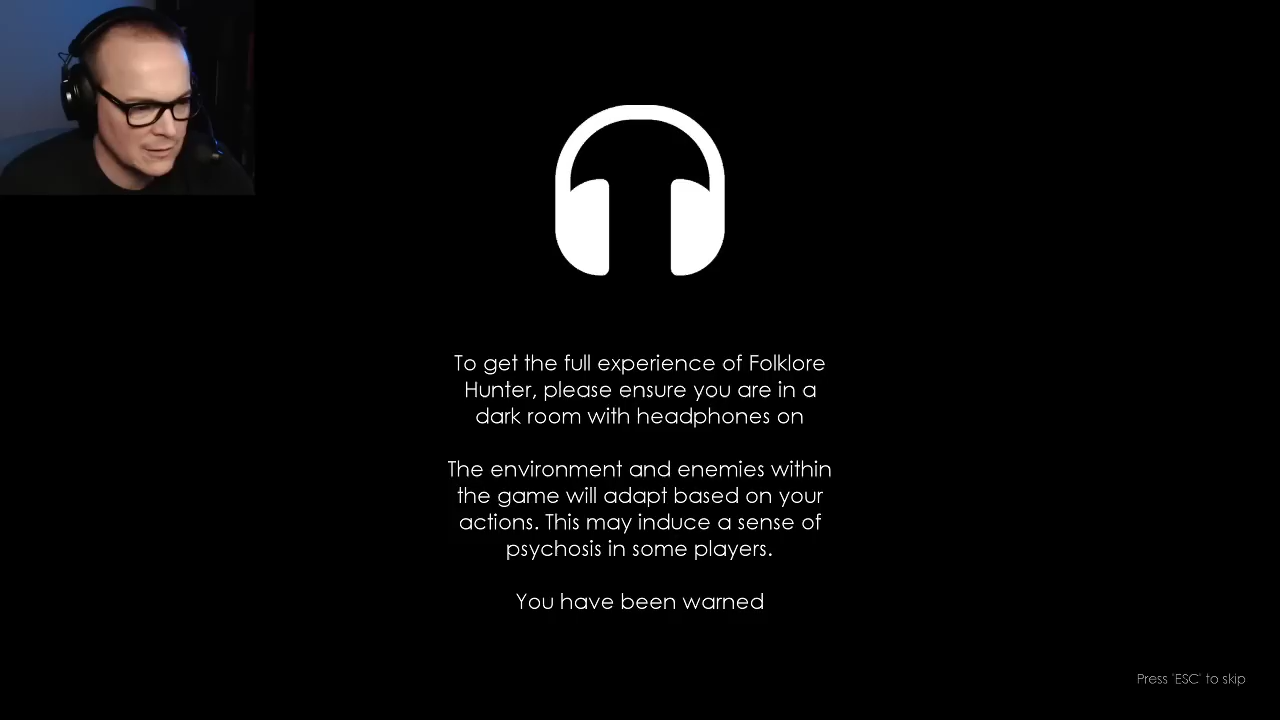 To get the full experience of Folklore
Hunter, please ensure you are in a
dark room with headphones on
The environment and enemies within
the game will adapt based on your
actions. This may induce a sense of
psychosis in some players.
You have been warned
Press 'ESC' to skip